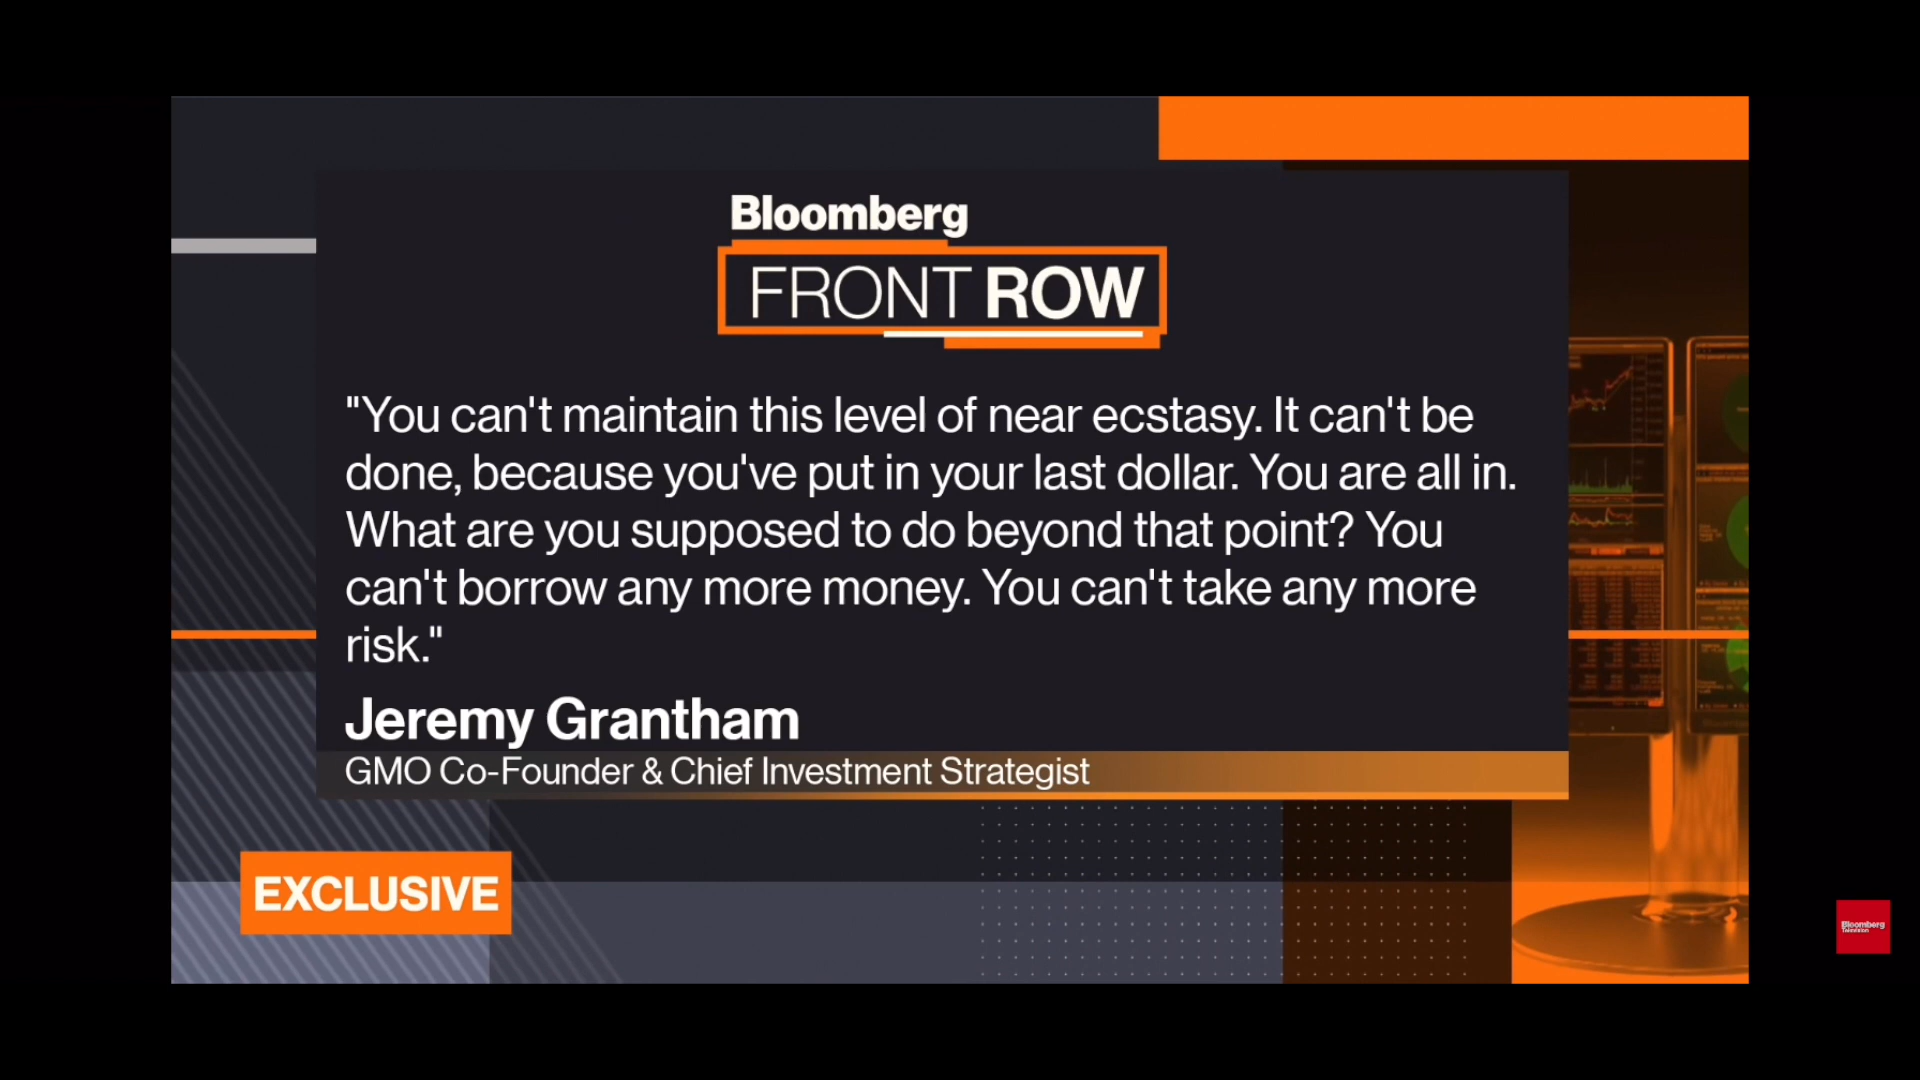 Bloomberg
FRONT ROW
"You can't maintain this level of near ecstasy. It can't be
done, because you've put in your last dollar. You are all in.
What are you supposed to do beyond that point? You
can't borrow any more money. You can't take any more
risk."
Jeremy Grantham
GMO Co-Founder & Chief Investment Strategist
EXCLUSIVE
Bloomberg
Television